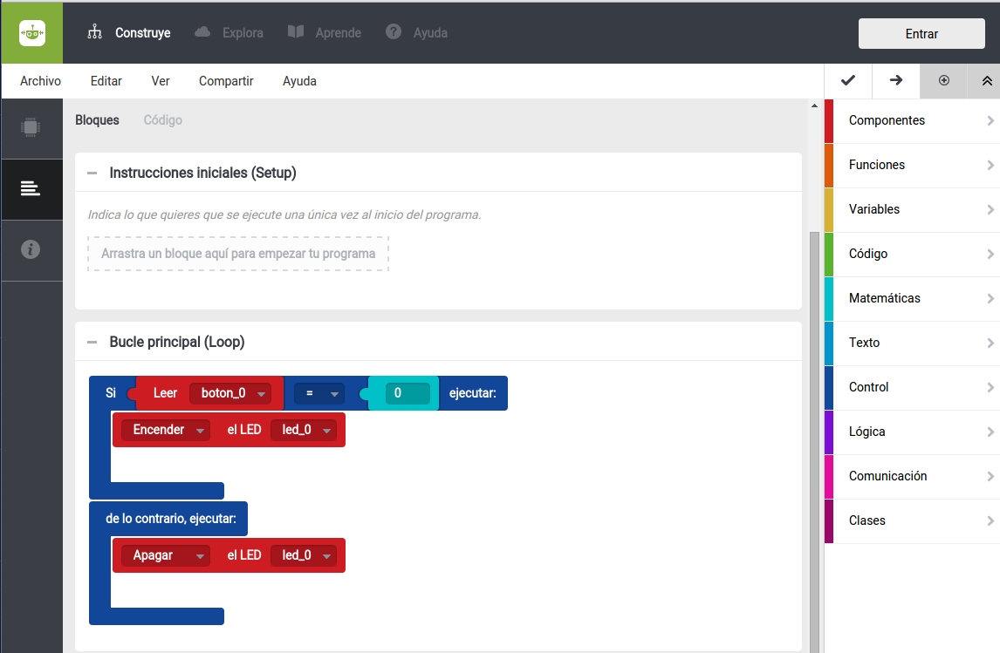 Construye Explora Aprende Ayuda Entrar
Archivo Editar Ver Compartir Ayuda
Bloques Código
Instrucciones iniciales (Setup)
Indica lo que quieres que se ejecute una única vez al inicio del programa.
Arrastra un bloque aquí para empezar tu programa
Bucle principal (Loop)
Si Leer boton_0 = 0 ejecutar:
Encender el LED led_0
de lo contrario, ejecutar:
Apagar el LED led_0
Componentes
Funciones
Variables
Código
Matemáticas
Texto
Control
Lógica
Comunicación
Clases